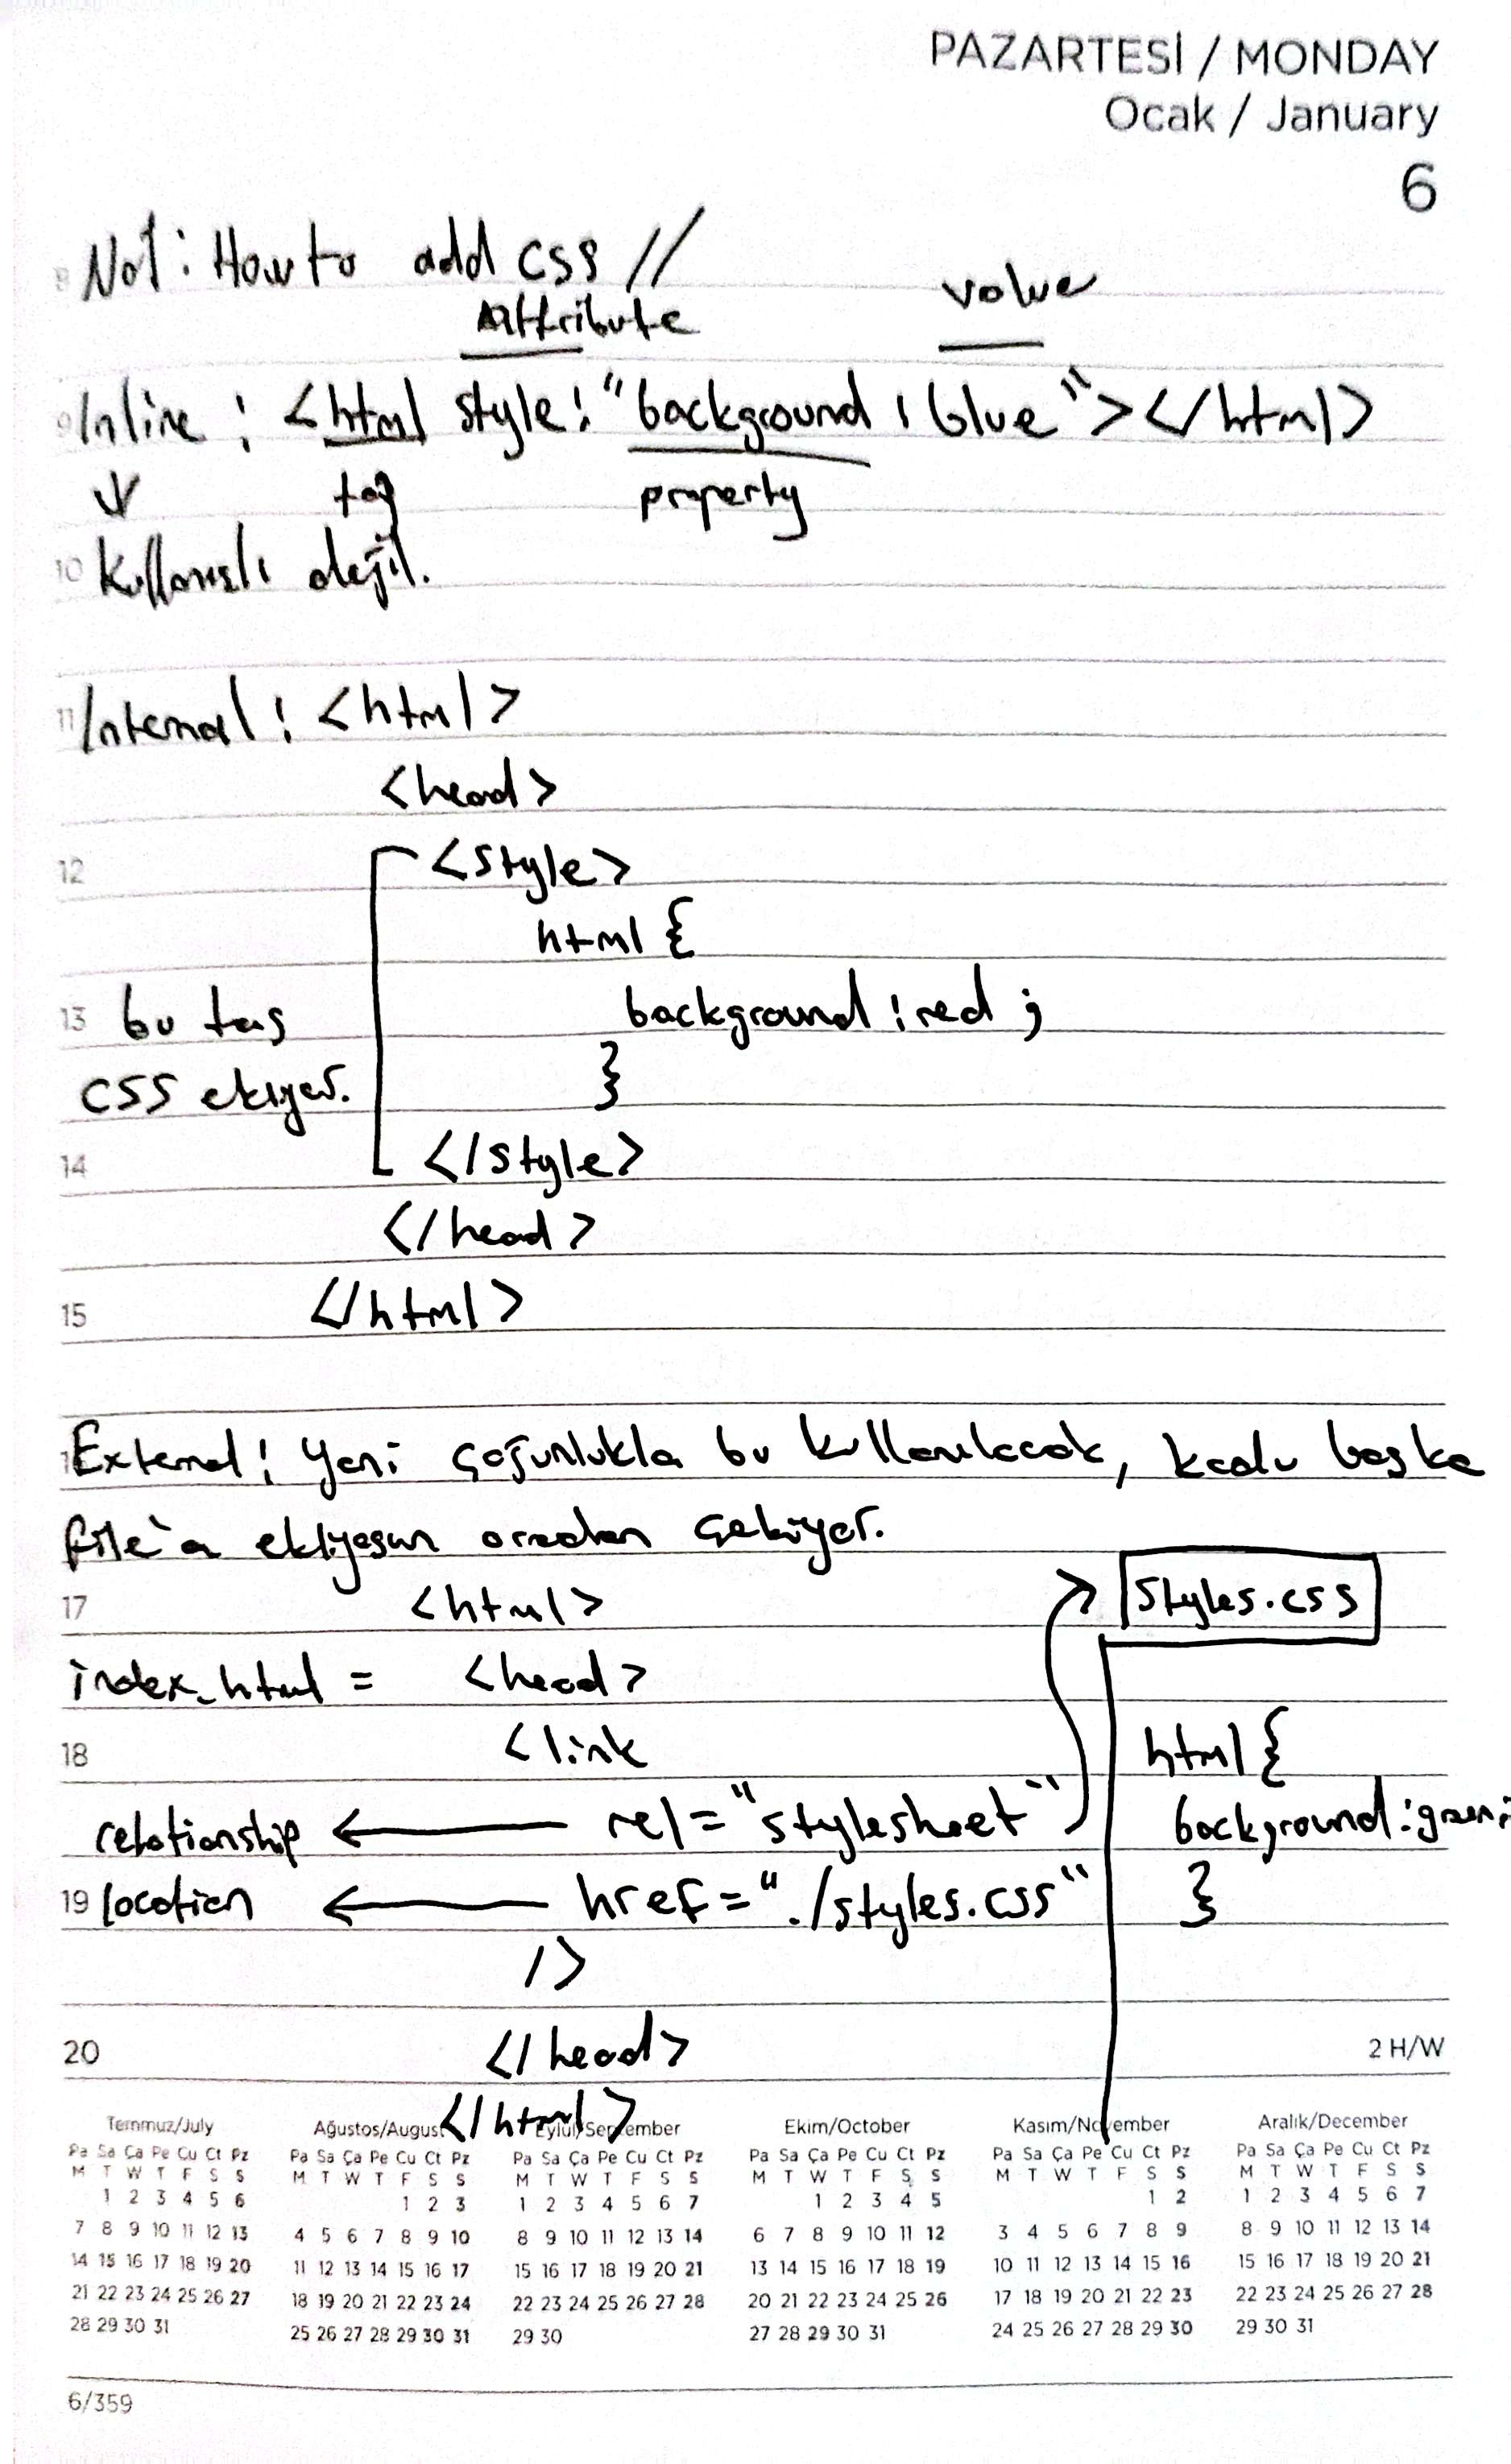 PAZARTESİ / MONDAY
Ocak / January
6
8 Not: How to add CSS //
Attribute value
9 Inline : <html style: "background : blue"></html>
tag property
10 Kullanışlı değil.
11 Internal : <html>
<head>
12 <style>
html {
13 bu tag background : red ;
CSS ekliyor. }
14 </style>
</head>
15 </html>
External : Yani çoğunlukla bu kullanılacak, kodu başka
file'a ekliyosun oradan çekiyor.
17 <html> styles.css
index.html = <head>
18 <link html {
relationship ← rel="stylesheet" background : green;
19 location ← href="./styles.css" }
/>
20 </head> 2 H/W
</html>
Temmuz/July Ağustos/August Eylül/September Ekim/October Kasım/November Aralık/December
Pa Sa Ça Pe Cu Ct Pz Pa Sa Ça Pe Cu Ct Pz Pa Sa Ça Pe Cu Ct Pz Pa Sa Ça Pe Cu Ct Pz Pa Sa Ça Pe Cu Ct Pz Pa Sa Ça Pe Cu Ct Pz
M T W T F S S M T W T F S S M T W T F S S M T W T F S S M T W T F S S M T W T F S S
1 2 3 4 5 6 1 2 3 1 2 3 4 5 6 7 1 2 3 4 5 1 2 1 2 3 4 5 6 7
7 8 9 10 11 12 13 4 5 6 7 8 9 10 8 9 10 11 12 13 14 6 7 8 9 10 11 12 3 4 5 6 7 8 9 8 9 10 11 12 13 14
14 15 16 17 18 19 20 11 12 13 14 15 16 17 15 16 17 18 19 20 21 13 14 15 16 17 18 19 10 11 12 13 14 15 16 15 16 17 18 19 20 21
21 22 23 24 25 26 27 18 19 20 21 22 23 24 22 23 24 25 26 27 28 20 21 22 23 24 25 26 17 18 19 20 21 22 23 22 23 24 25 26 27 28
28 29 30 31 25 26 27 28 29 30 31 29 30 27 28 29 30 31 24 25 26 27 28 29 30 29 30 31
6/359